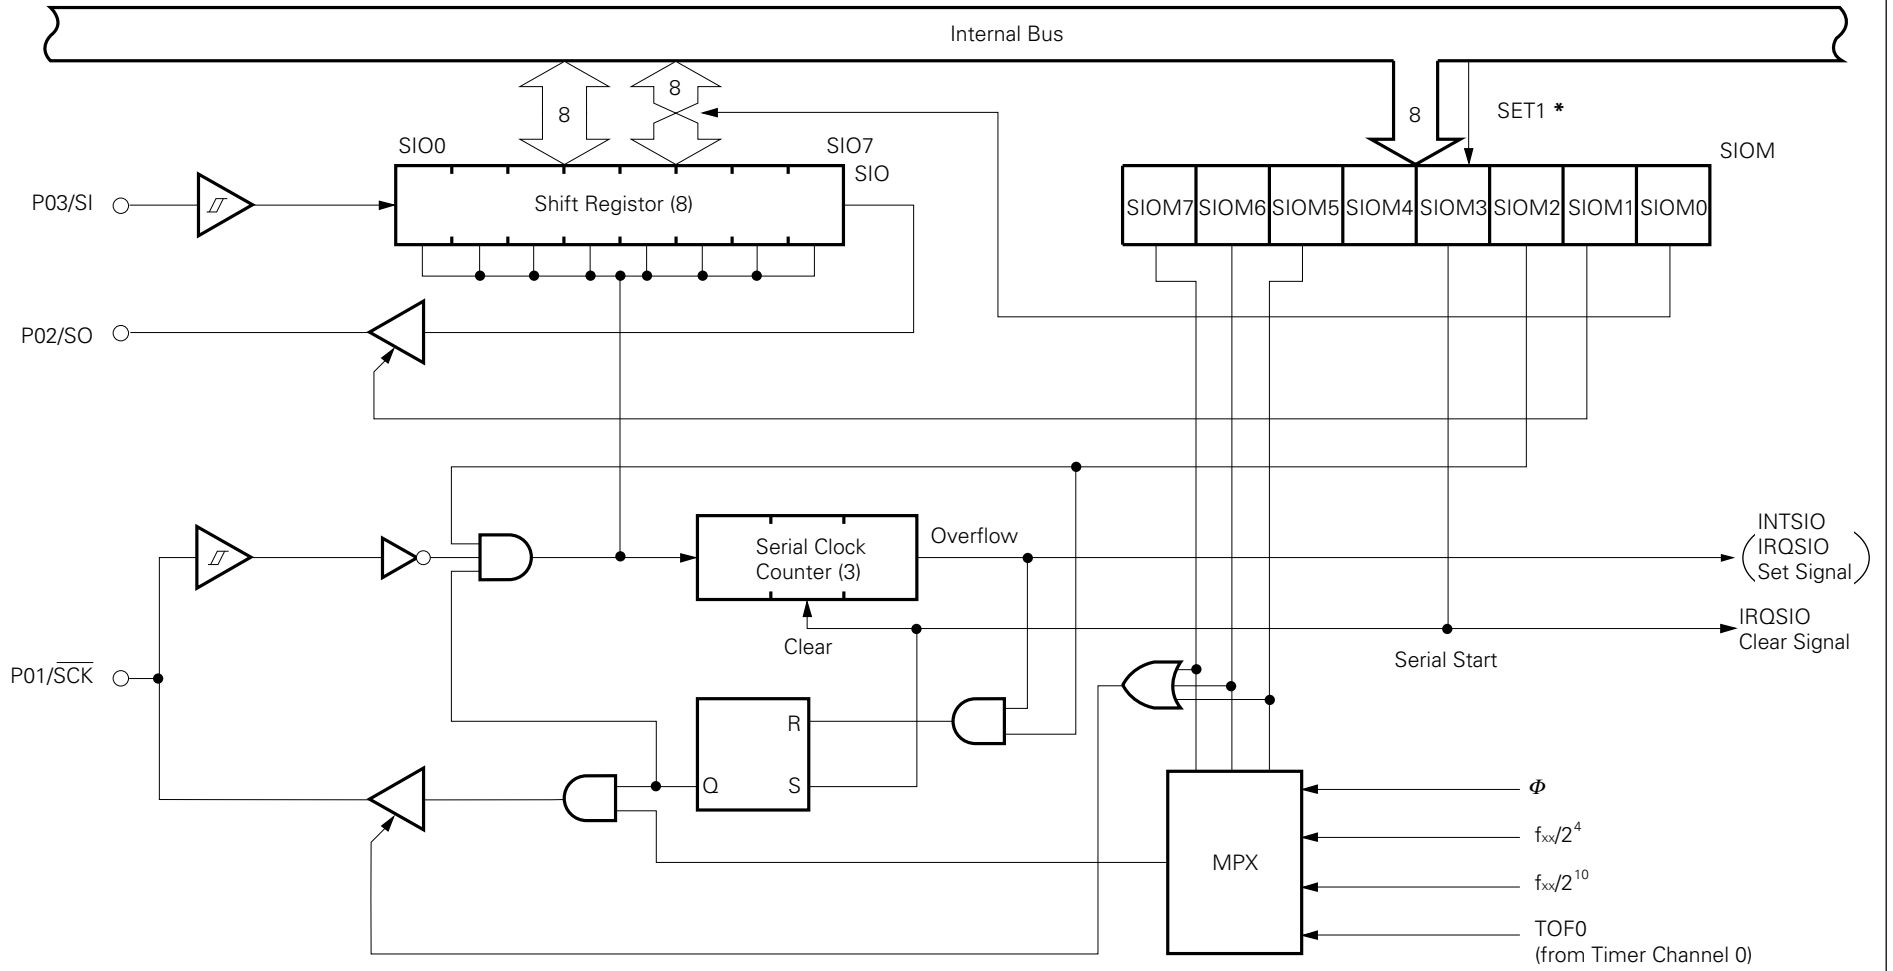 Internal Bus
8
8
8
SET1 *
SIO0
SIO7
SIO
SIOM
P03/SI
Shift Registor (8)
SIOM7 SIOM6 SIOM5 SIOM4 SIOM3 SIOM2 SIOM1 SIOM0
P02/SO
Serial Clock
Counter (3)
Overflow
INTSIO
IRQSIO
Set Signal
Clear
IRQSIO
Clear Signal
Serial Start
P01/S̅C̅K̅
R
Q
S
MPX
Φ
fxx/2⁴
fxx/2¹⁰
TOF0
(from Timer Channel 0)